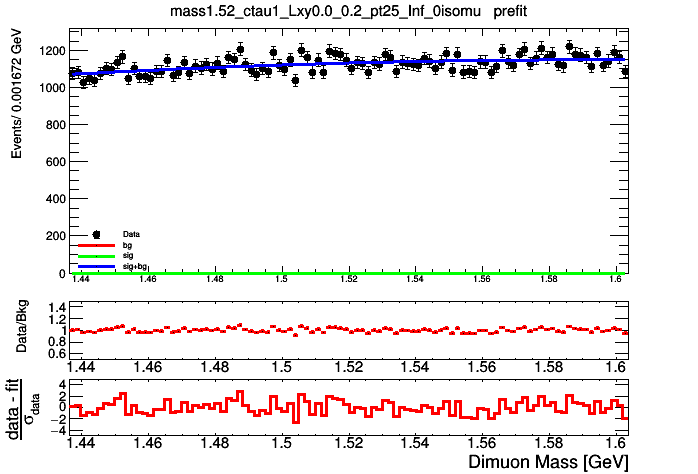 mass1.52_ctau1_Lxy0.0_0.2_pt25_Inf_0isomu prefit
Events/ 0.001672 GeV
1200
1000
800
600
400
200
0
Data
bg
sig
sig+bg
1.44 1.46 1.48 1.5 1.52 1.54 1.56 1.58 1.6
Data/Bkg
1.4
1.2
1
0.8
0.6
1.44 1.46 1.48 1.5 1.52 1.54 1.56 1.58 1.6
data - fit
σdata
4
2
0
−2
−4
1.44 1.46 1.48 1.5 1.52 1.54 1.56 1.58 1.6
Dimuon Mass [GeV]